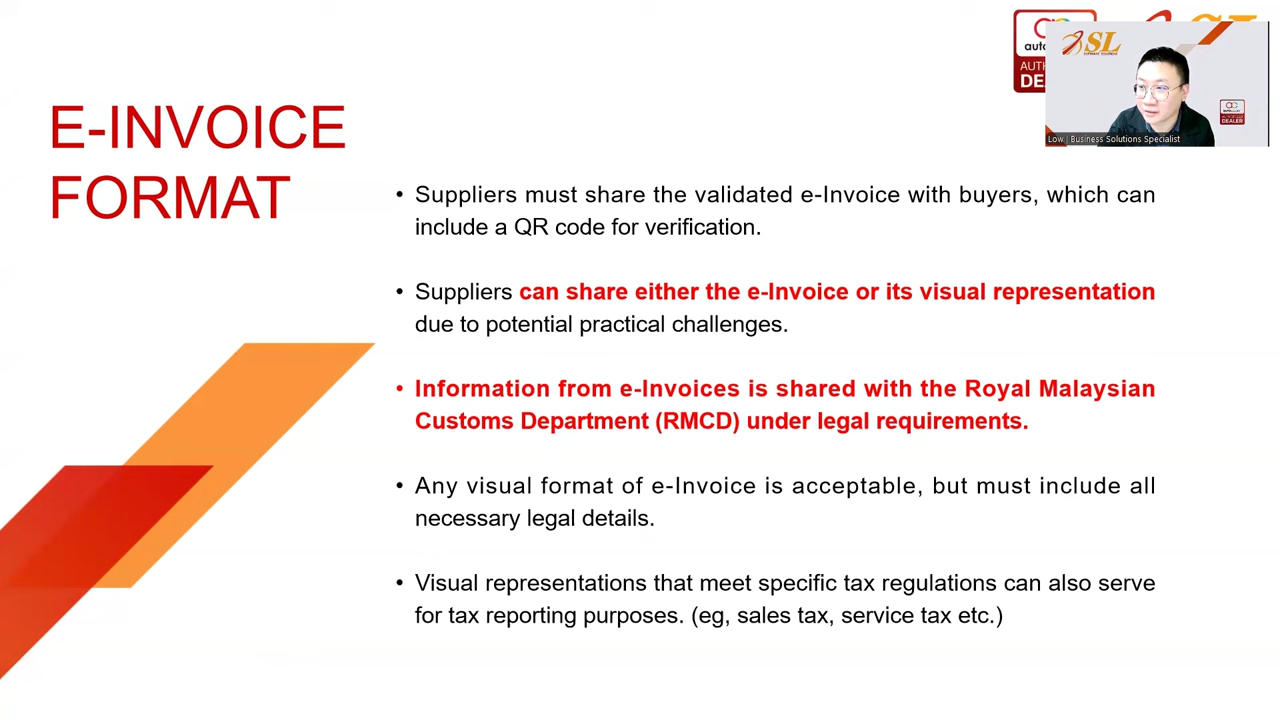 E-INVOICE
FORMAT
SL
DEALER
Low | Business Solutions Specialist
• Suppliers must share the validated e-Invoice with buyers, which can
include a QR code for verification.
• Suppliers can share either the e-Invoice or its visual representation
due to potential practical challenges.
• Information from e-Invoices is shared with the Royal Malaysian
Customs Department (RMCD) under legal requirements.
• Any visual format of e-Invoice is acceptable, but must include all
necessary legal details.
• Visual representations that meet specific tax regulations can also serve
for tax reporting purposes. (eg, sales tax, service tax etc.)